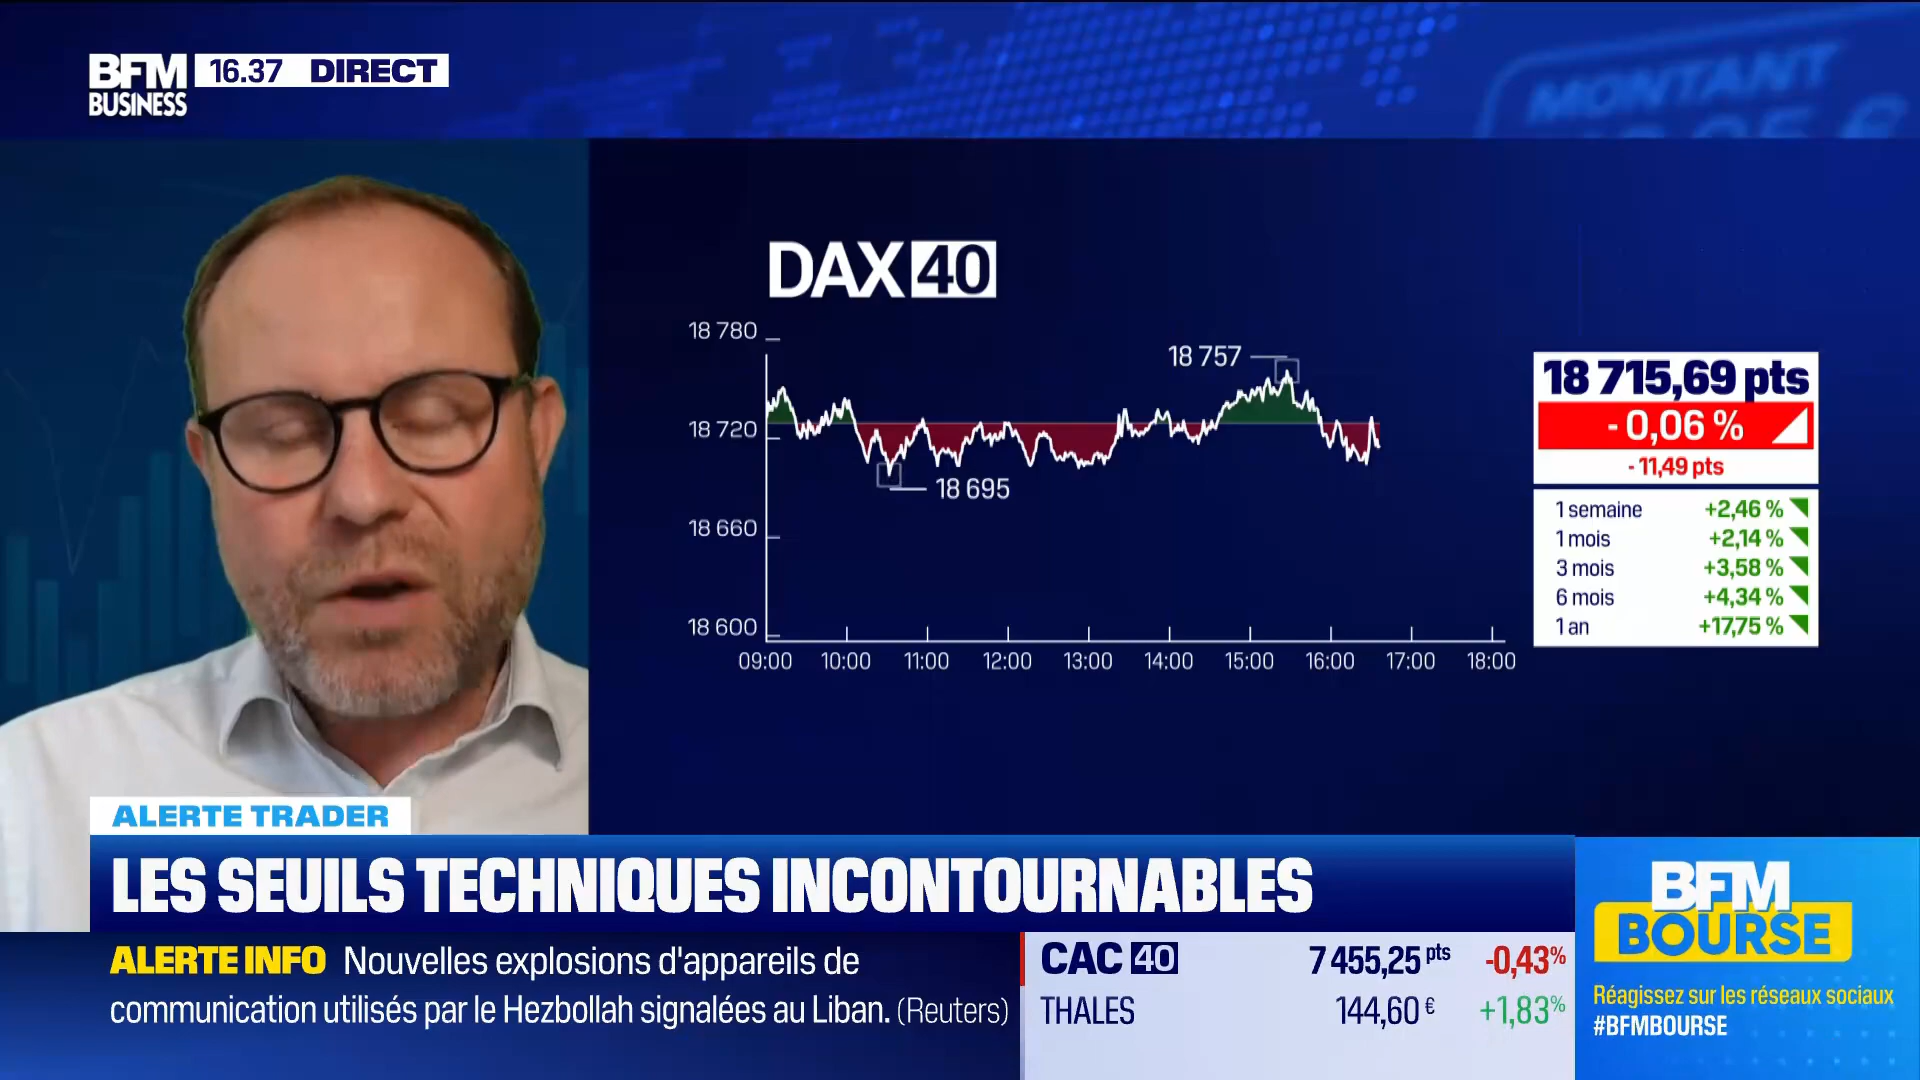 BFM
BUSINESS
16.37 DIRECT
MONTANT
DAX 40
18 780
18 720
18 660
18 600
18 757
18 695
09:00 10:00 11:00 12:00 13:00 14:00 15:00 16:00 17:00 18:00
18 715,69 pts
- 0,06 %
- 11,49 pts
1 semaine +2,46 %
1 mois +2,14 %
3 mois +3,58 %
6 mois +4,34 %
1 an +17,75 %
ALERTE TRADER
LES SEUILS TECHNIQUES INCONTOURNABLES
ALERTE INFO Nouvelles explosions d'appareils de
communication utilisés par le Hezbollah signalées au Liban. (Reuters)
CAC 40 7 455,25 pts -0,43%
THALES 144,60 € +1,83%
BFM
BOURSE
Réagissez sur les réseaux sociaux
#BFMBOURSE